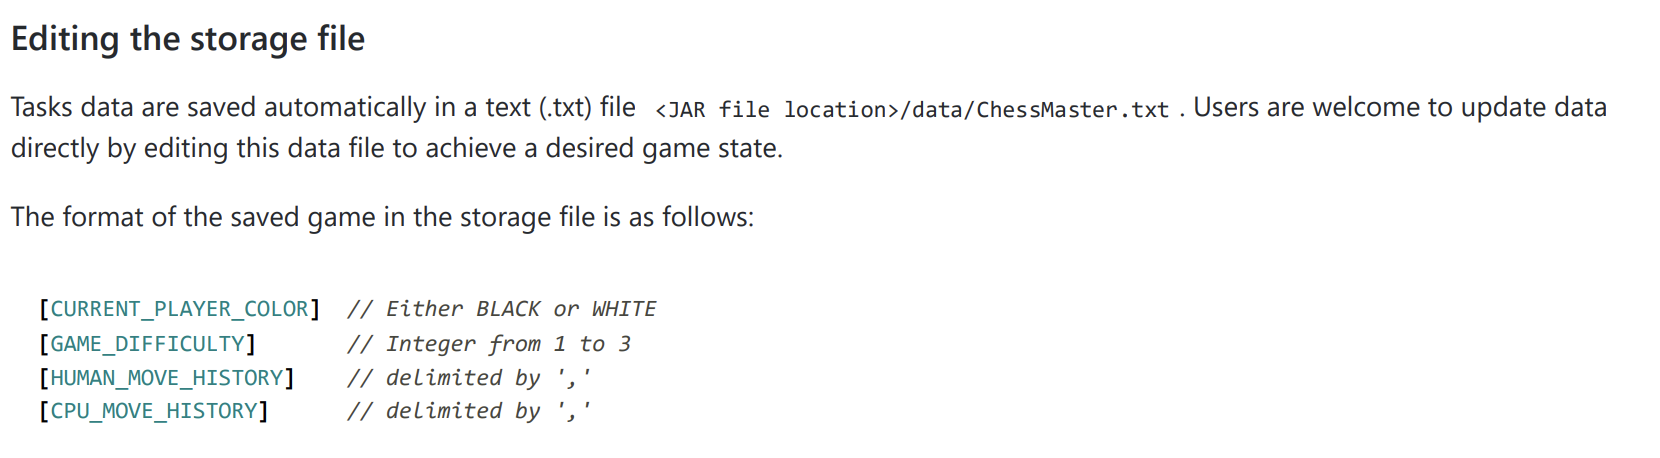 Editing the storage file
Tasks data are saved automatically in a text (.txt) file <JAR file location>/data/ChessMaster.txt . Users are welcome to update data
directly by editing this data file to achieve a desired game state.
The format of the saved game in the storage file is as follows:
[CURRENT_PLAYER_COLOR] // Either BLACK or WHITE
[GAME_DIFFICULTY] // Integer from 1 to 3
[HUMAN_MOVE_HISTORY] // delimited by ','
[CPU_MOVE_HISTORY] // delimited by ','